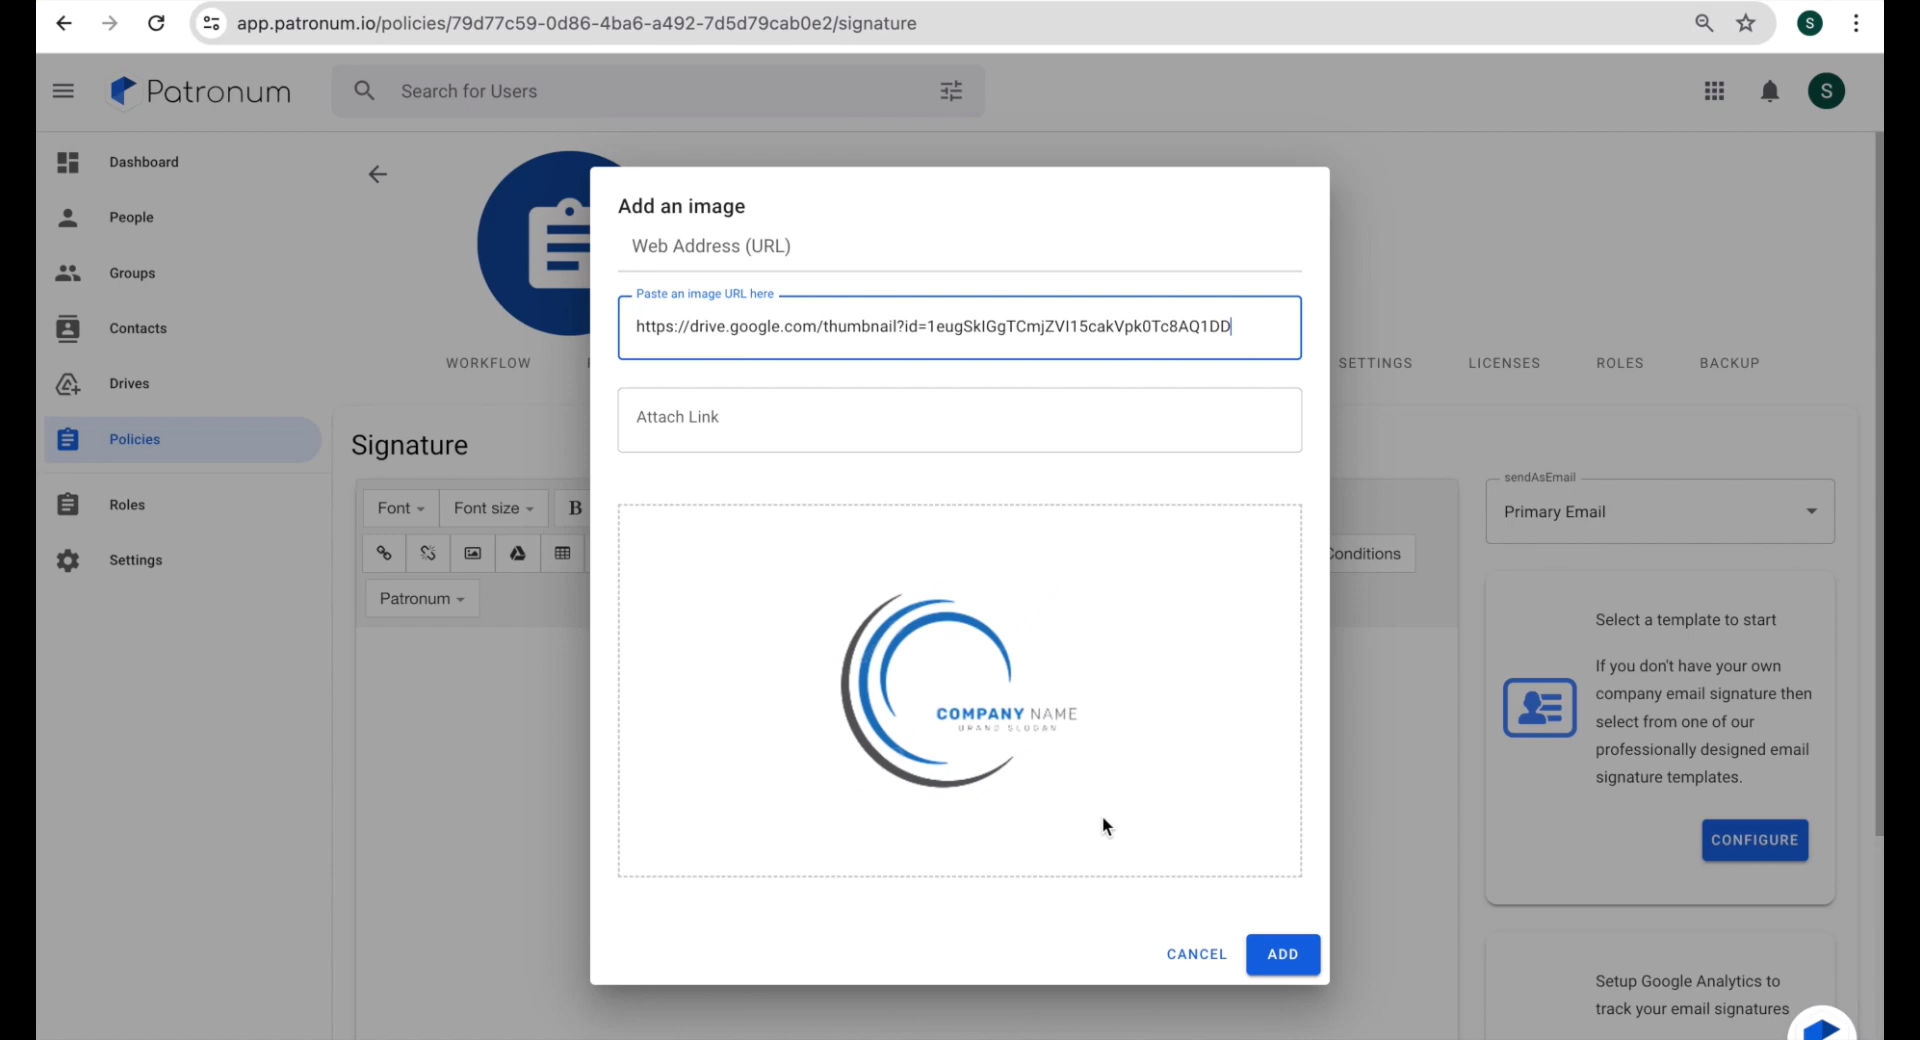 app.patronum.io/policies/79d77c59-0d86-4ba6-a492-7d5d79cab0e2/signature
S
Patronum
Search for Users
S
Dashboard
People
Groups
Contacts
Drives
Policies
Roles
Settings
WORKFLOW
SETTINGS
LICENSES
ROLES
BACKUP
Signature
Font
Font size
B
Conditions
Patronum
Add an image
Web Address (URL)
Paste an image URL here
https://drive.google.com/thumbnail?id=1eugSkIGgTCmjZVI15cakVpk0Tc8AQ1DD
Attach Link
COMPANY NAME
BRAND SLOGAN
CANCEL
ADD
sendAsEmail
Primary Email
Select a template to start
If you don't have your own
company email signature then
select from one of our
professionally designed email
signature templates.
CONFIGURE
Setup Google Analytics to
track your email signatures